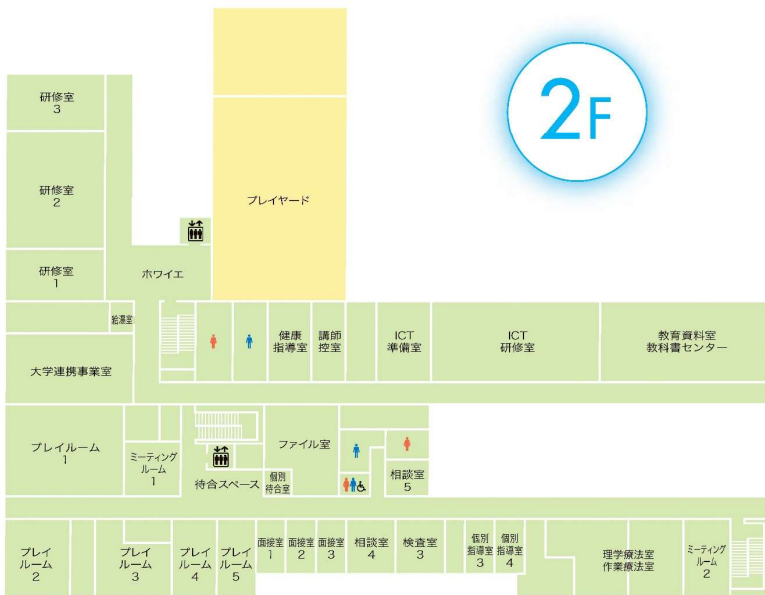 2F
研修室
3
研修室
2
プレイヤード
研修室
1
ホワイエ
給湯室
健康
指導室
講師
控室
ICT
準備室
ICT
研修室
教育資料室
教科書センター
大学連携事業室
プレイルーム
1
ミーティング
ルーム
1
待合スペース
ファイル室
個別
待合室
相談室
5
プレイ
ルーム
2
プレイ
ルーム
3
プレイ
ルーム
4
プレイ
ルーム
5
面接室
1
面接室
2
面接室
3
相談室
4
検査室
3
個別
指導室
3
個別
指導室
4
理学療法室
作業療法室
ミーティング
ルーム
2